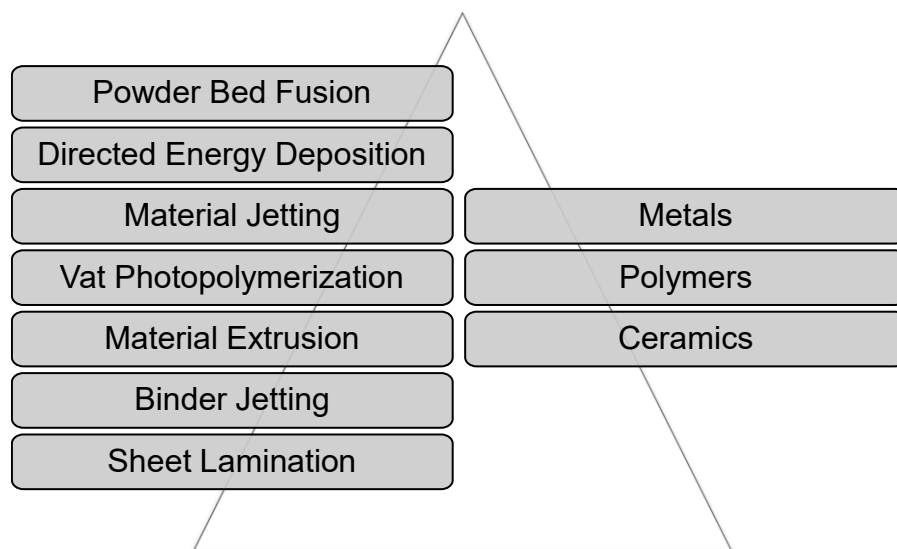 Powder Bed Fusion
Directed Energy Deposition
Material Jetting
Vat Photopolymerization
Material Extrusion
Binder Jetting
Sheet Lamination
Metals
Polymers
Ceramics